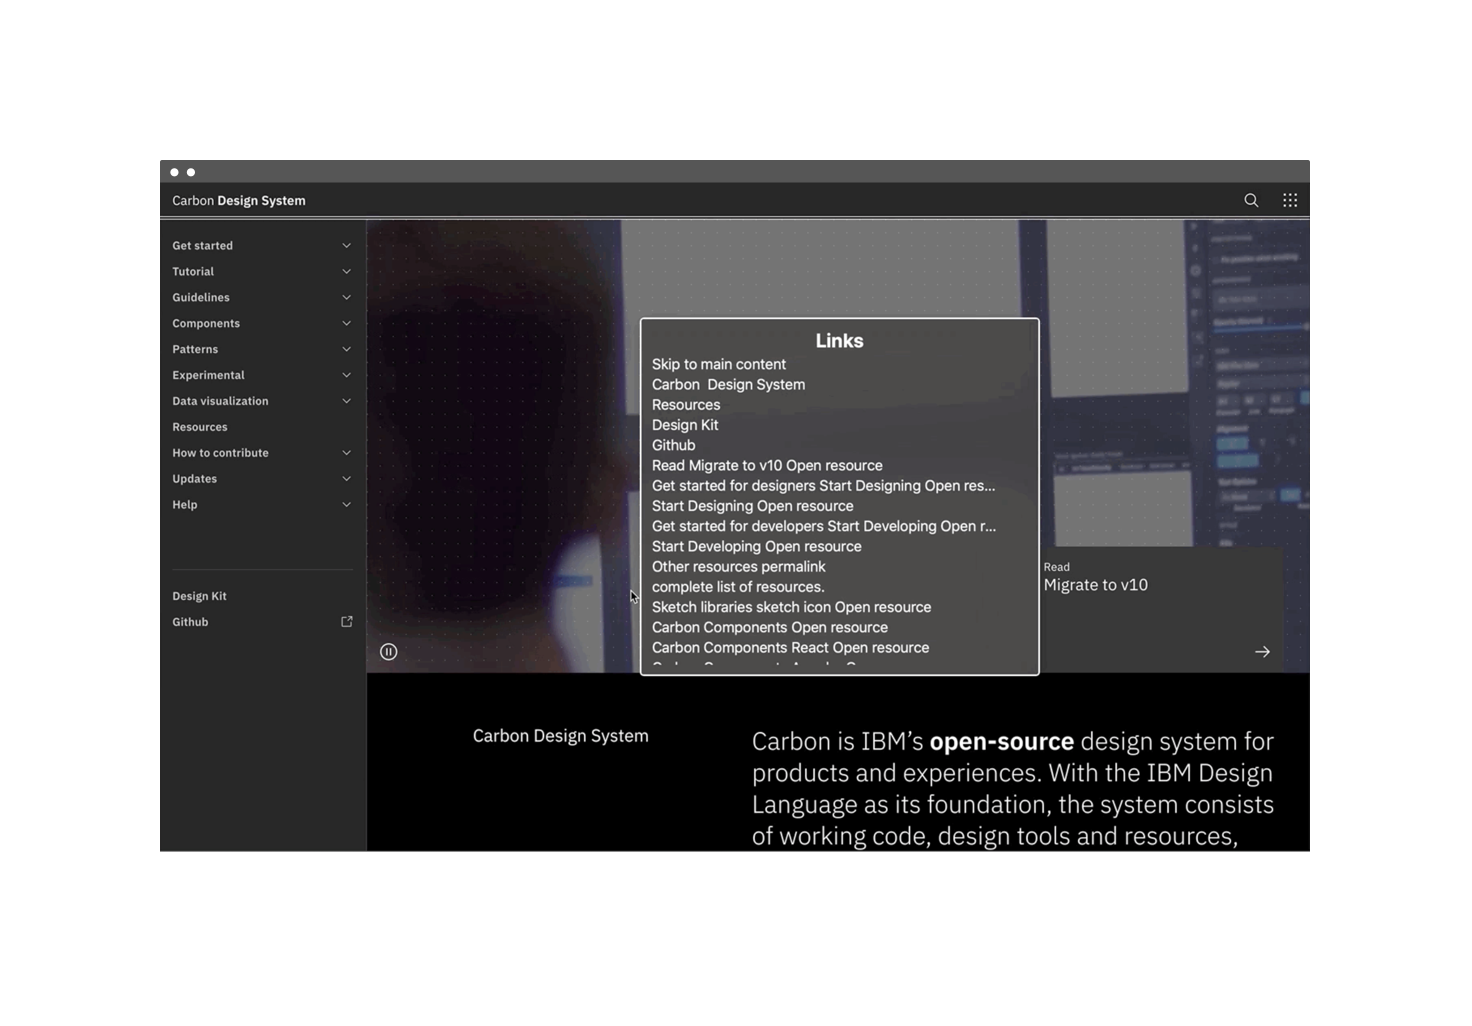 Carbon Design System
Get started
Tutorial
Guidelines
Components
Patterns
Experimental
Data visualization
Resources
How to contribute
Updates
Help
Design Kit
Github
Links
Skip to main content
Carbon  Design System
Resources
Design Kit
Github
Read Migrate to v10 Open resource
Get started for designers Start Designing Open res...
Start Designing Open resource
Get started for developers Start Developing Open r...
Start Developing Open resource
Other resources permalink
complete list of resources.
Sketch libraries sketch icon Open resource
Carbon Components Open resource
Carbon Components React Open resource
Read
Migrate to v10
Carbon Design System
Carbon is IBM’s open-source design system for
products and experiences. With the IBM Design
Language as its foundation, the system consists
of working code, design tools and resources,